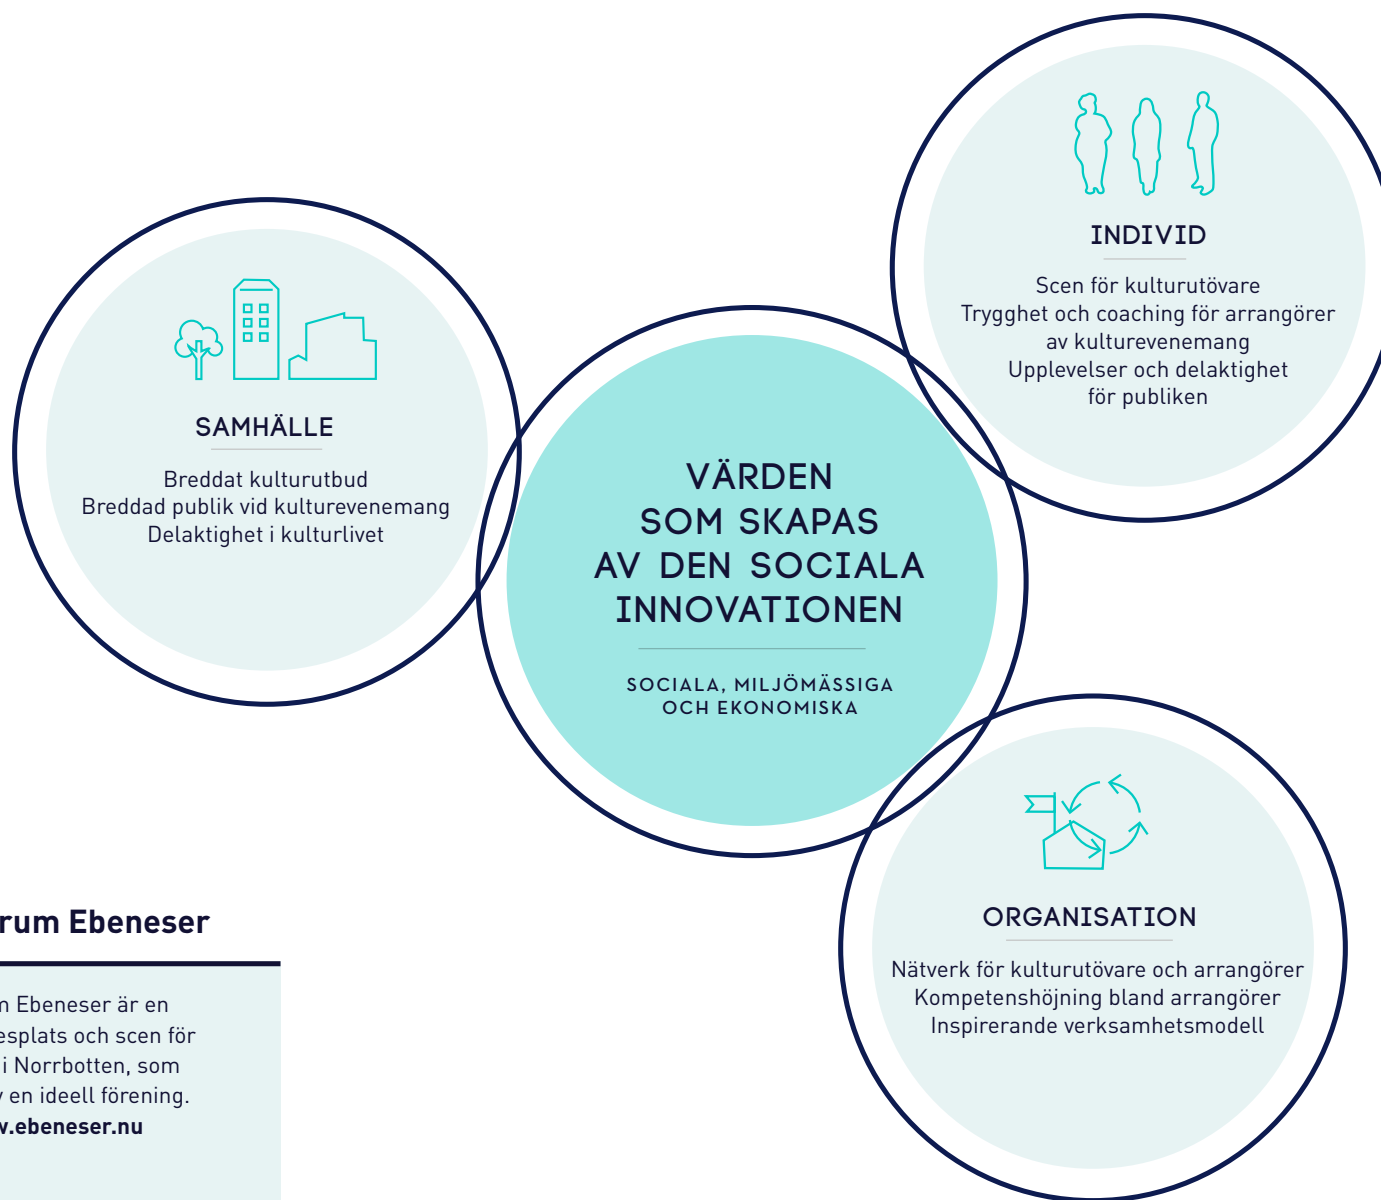 INDIVID
Scen för kulturutövare
Trygghet och coaching för arrangörer
av kulturevenemang
Upplevelser och delaktighet
för publiken
SAMHÄLLE
Breddat kulturutbud
Breddad publik vid kulturevenemang
Delaktighet i kulturlivet
VÄRDEN
SOM SKAPAS
AV DEN SOCIALA
INNOVATIONEN
SOCIALA, MILJÖMÄSSIGA
OCH EKONOMISKA
ORGANISATION
Nätverk för kulturutövare och arrangörer
Kompetenshöjning bland arrangörer
Inspirerande verksamhetsmodell
rum Ebeneser
Ebeneser är en
esplats och scen för
i Norrbotten, som
en ideell förening.
.ebeneser.nu